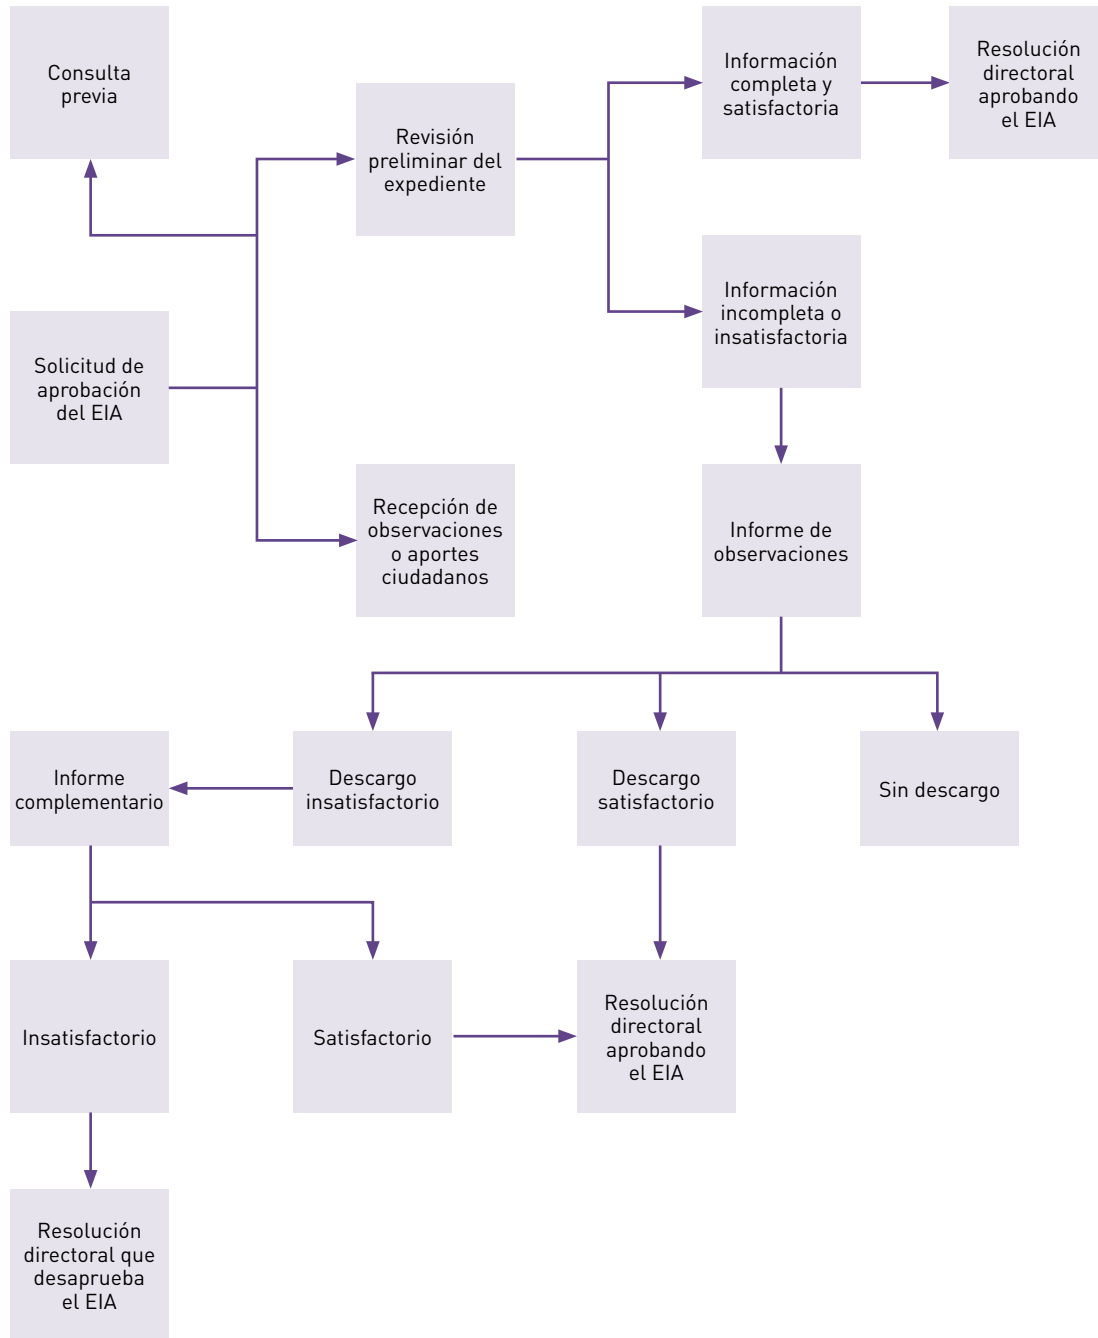 Consulta
previa
Revisión
preliminar del
expediente
Información
completa y
satisfactoria
Resolución
directoral
aprobando
el EIA
Información
incompleta o
insatisfactoria
Solicitud de
aprobación
del EIA
Recepción de
observaciones
o aportes
ciudadanos
Informe de
observaciones
Informe
complementario
Descargo
insatisfactorio
Descargo
satisfactorio
Sin descargo
Insatisfactorio
Satisfactorio
Resolución
directoral
aprobando
el EIA
Resolución
directoral que
desaprueba
el EIA